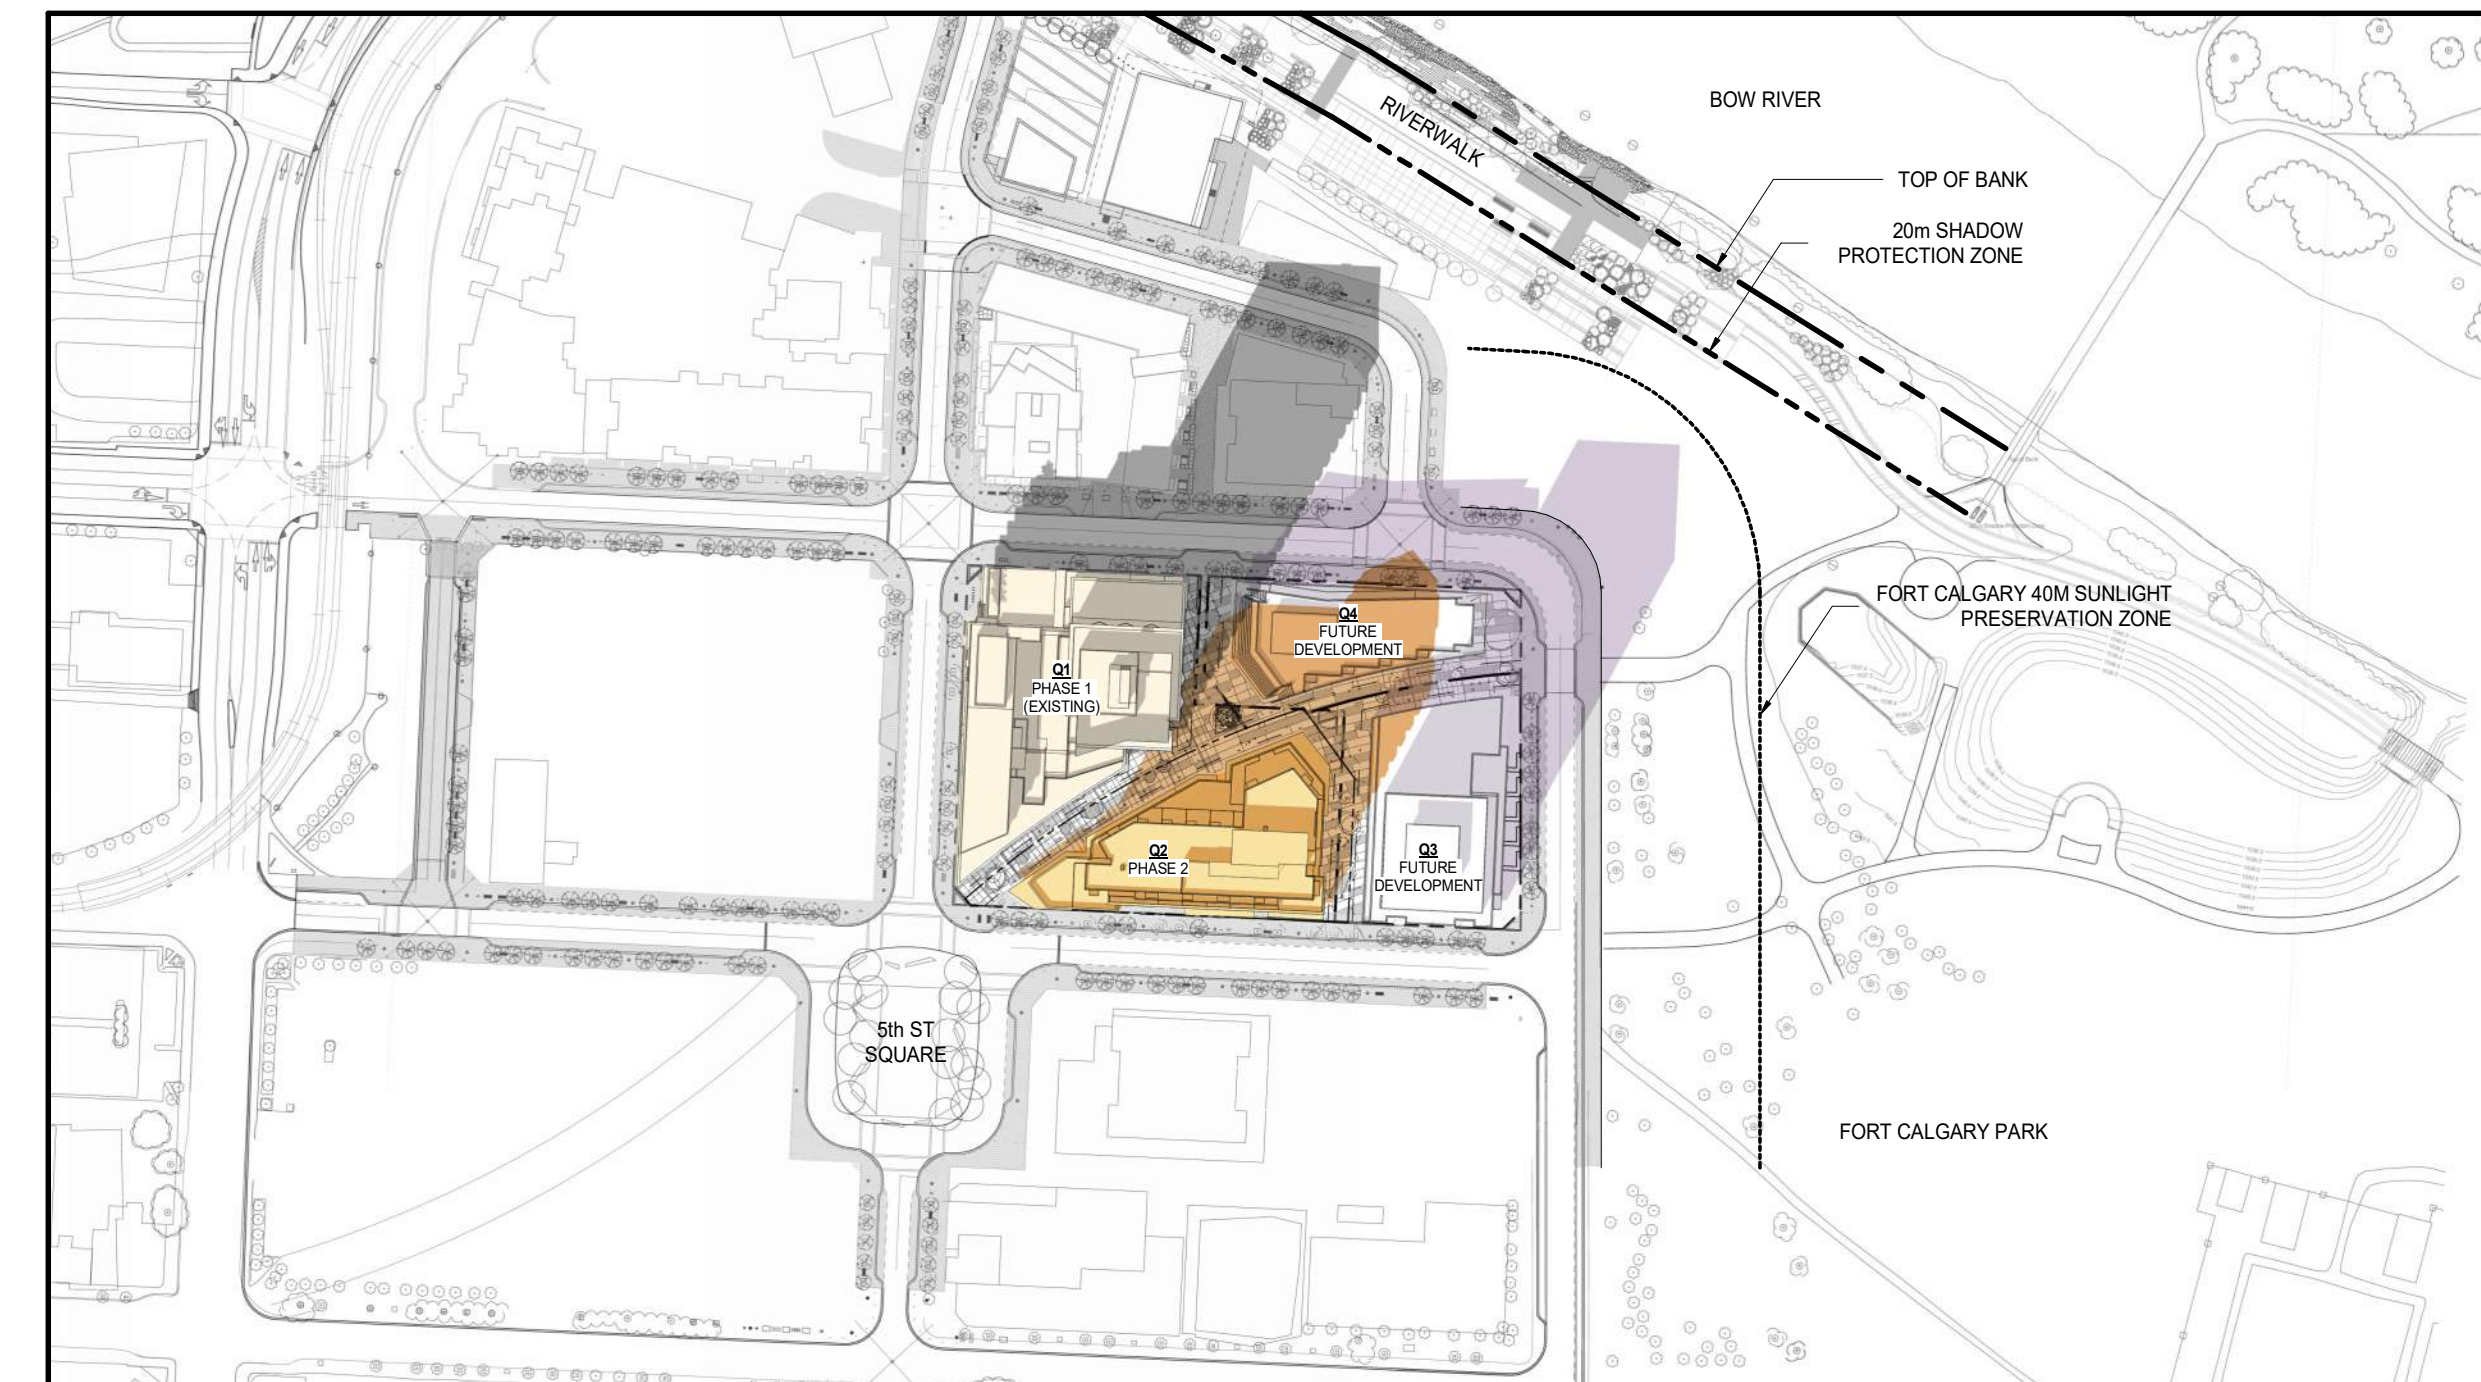 BOW RIVER
RIVERWALK
TOP OF BANK
20m SHADOW
PROTECTION ZONE
FORT CALGARY 40M SUNLIGHT
PRESERVATION ZONE
Q4
FUTURE
DEVELOPMENT
Q1
PHASE 1
(EXISTING)
Q2
PHASE 2
Q3
FUTURE
DEVELOPMENT
5th ST
SQUARE
FORT CALGARY PARK